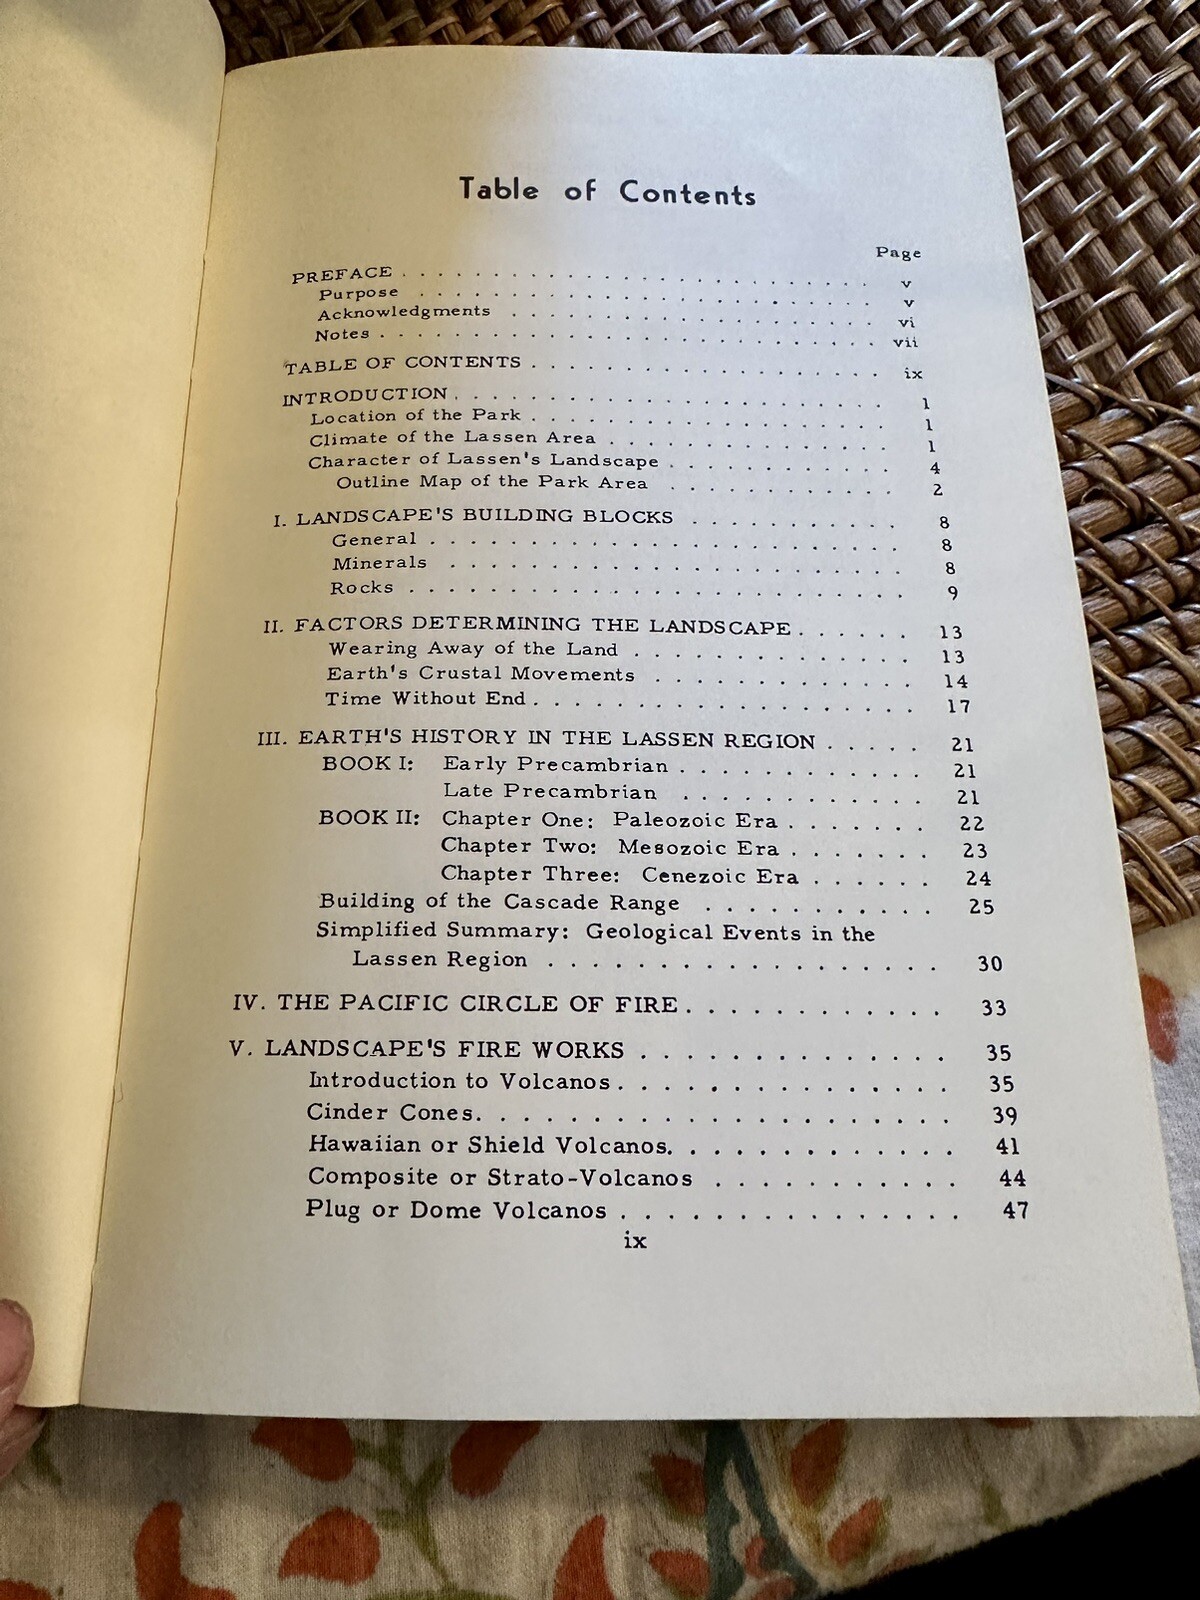 Table of Contents
Page
PREFACE . . . . . . . . . . . . . . . . . . . . . . v
Purpose . . . . . . . . . . . . . . . . . . . . . v
Acknowledgments . . . . . . . . . . . . . . . . . vi
Notes . . . . . . . . . . . . . . . . . . . . . . vii
TABLE OF CONTENTS . . . . . . . . . . . . . . . . . ix
INTRODUCTION . . . . . . . . . . . . . . . . . . . 1
Location of the Park . . . . . . . . . . . . . . . 1
Climate of the Lassen Area . . . . . . . . . . . . 1
Character of Lassen's Landscape . . . . . . . . . . 4
Outline Map of the Park Area . . . . . . . . . . . 2
I. LANDSCAPE'S BUILDING BLOCKS . . . . . . . . . . 8
General . . . . . . . . . . . . . . . . . . . . . 8
Minerals . . . . . . . . . . . . . . . . . . . . 8
Rocks . . . . . . . . . . . . . . . . . . . . . . 9
II. FACTORS DETERMINING THE LANDSCAPE . . . . . . 13
Wearing Away of the Land . . . . . . . . . . . . . 13
Earth's Crustal Movements . . . . . . . . . . . . 14
Time Without End . . . . . . . . . . . . . . . . . 17
III. EARTH'S HISTORY IN THE LASSEN REGION . . . . . 21
BOOK I: Early Precambrian . . . . . . . . . . . . 21
Late Precambrian . . . . . . . . . . . 21
BOOK II: Chapter One: Paleozoic Era . . . . . . . 22
Chapter Two: Mesozoic Era . . . . . . . 23
Chapter Three: Cenezoic Era . . . . . . 24
Building of the Cascade Range . . . . . . . . . . . 25
Simplified Summary: Geological Events in the
Lassen Region . . . . . . . . . . . . . . . . . . 30
IV. THE PACIFIC CIRCLE OF FIRE . . . . . . . . . . . . 33
V. LANDSCAPE'S FIRE WORKS . . . . . . . . . . . . . 35
Introduction to Volcanos . . . . . . . . . . . . . . . 35
Cinder Cones. . . . . . . . . . . . . . . . . . . . 39
Hawaiian or Shield Volcanos. . . . . . . . . . . . . 41
Composite or Strato-Volcanos . . . . . . . . . . . 44
Plug or Dome Volcanos . . . . . . . . . . . . . . . 47
ix